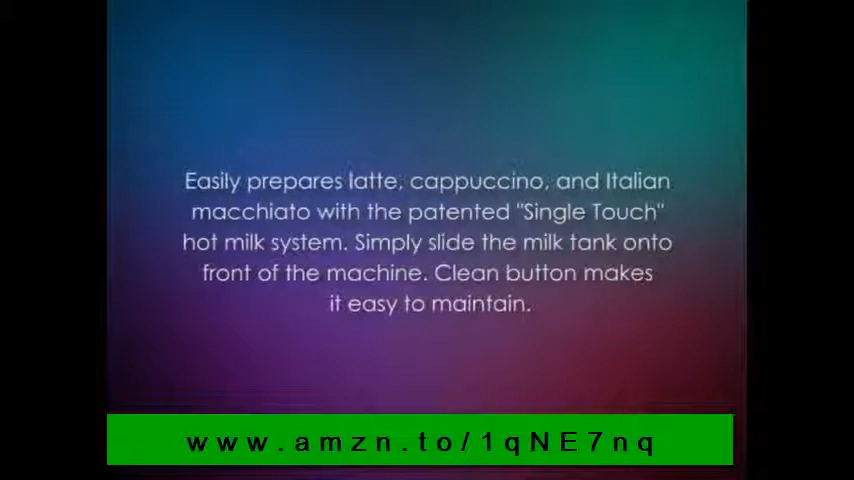 Easily prepares latte, cappuccino, and Italian
macchiato with the patented "Single Touch"
hot milk system. Simply slide the milk tank onto
front of the machine. Clean button makes
it easy to maintain.
www.amzn.to/1qNE7nq